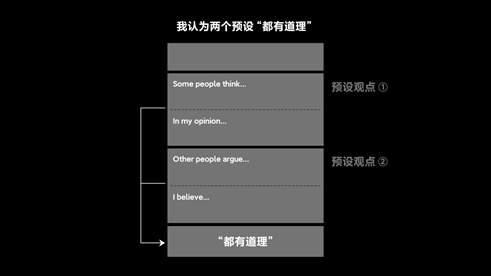 我认为两个预设“都有道理”
Some people think...
预设观点 ①
In my opinion...
Other people argue...
预设观点 ②
I believe...
“都有道理”